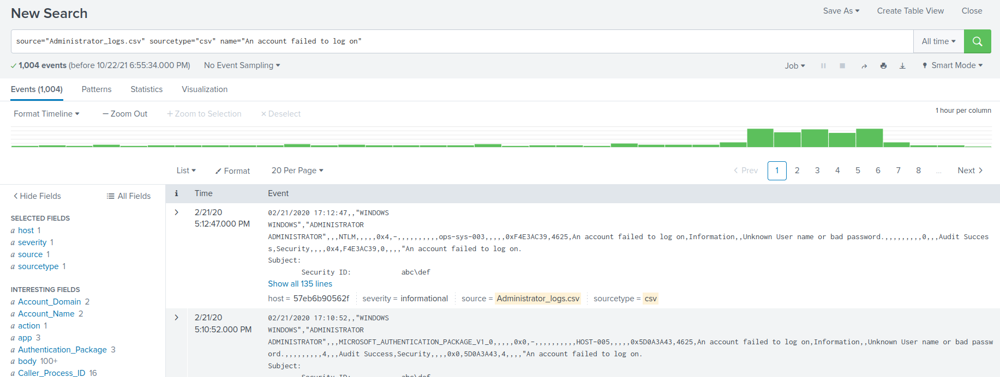 New Search
Save As
Create Table View
Close
source="Administrator_logs.csv" sourcetype="csv" name="An account failed to log on"
All time
1,004 events (before 10/22/21 6:55:34.000 PM)
No Event Sampling
Job
Smart Mode
Events (1,004)
Patterns
Statistics
Visualization
Format Timeline
— Zoom Out
+ Zoom to Selection
× Deselect
1 hour per column
List
Format
20 Per Page
< Prev
1 2 3 4 5 6 7 8 ...
Next >
< Hide Fields
All Fields
SELECTED FIELDS
a host 1
a severity 1
a source 1
a sourcetype 1
INTERESTING FIELDS
a Account_Domain 2
a Account_Name 2
a action 1
a app 3
a Authentication_Package 3
a body 100+
a Caller_Process_ID 16
i
Time
Event
>
2/21/20
5:12:47.000 PM
02/21/2020 17:12:47,,"WINDOWS
WINDOWS","ADMINISTRATOR
ADMINISTRATOR",,,NTLM,,,,,0x4,-,,,,,,,,,,ops-sys-003,,,,,0xF4E3AC39,4625,An account failed to log on,Information,,Unknown User name or bad password.,,,,,,,,,0,,,Audit Succes
s,Security,,,,0x4,F4E3AC39,0,,,,"An account failed to log on.
Subject:
Security ID: abc\def
Show all 135 lines
host = 57eb6b90562f
severity = informational
source = Administrator_logs.csv
sourcetype = csv
>
2/21/20
5:10:52.000 PM
02/21/2020 17:10:52,,"WINDOWS
WINDOWS","ADMINISTRATOR
ADMINISTRATOR",,,MICROSOFT_AUTHENTICATION_PACKAGE_V1_0,,,,,0x0,-,,,,,,,,,,HOST-005,,,,,0x5D0A3A43,4625,An account failed to log on,Information,,Unknown User name or bad passw
ord.,,,,,,,,,4,,,Audit Success,Security,,,,0x0,5D0A3A43,4,,,,"An account failed to log on.
Subject:
Security ID: abc\def